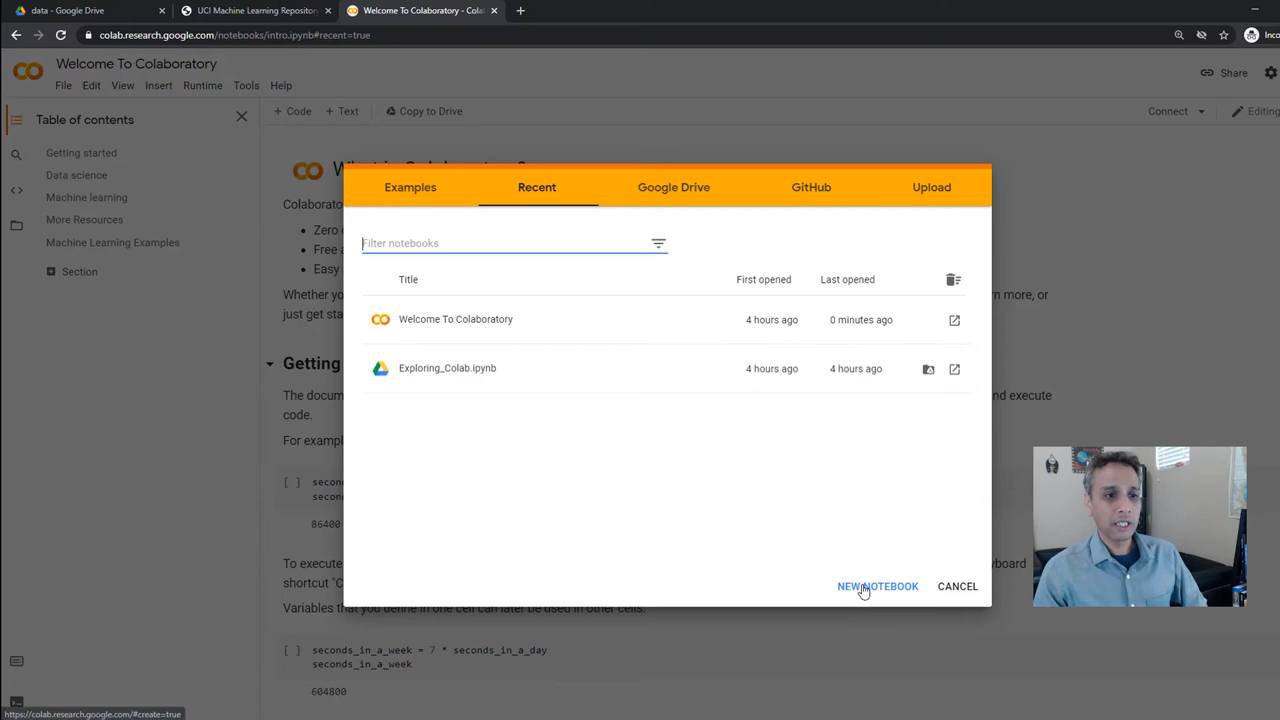 data - Google Drive
UCI Machine Learning Repository
Welcome To Colaboratory - Cola
colab.research.google.com/notebooks/intro.ipynb#recent=true
Inco
Welcome To Colaboratory
File Edit View Insert Runtime Tools Help
Share
Table of contents
+ Code + Text Copy to Drive
Connect
Editing
Getting started
Data science
Machine learning
More Resources
Machine Learning Examples
Section
Examples Recent Google Drive GitHub Upload
Filter notebooks
Title First opened Last opened
Welcome To Colaboratory 4 hours ago 0 minutes ago
Exploring_Colab.ipynb 4 hours ago 4 hours ago
NEW NOTEBOOK CANCEL
Colaborato
Zero
Free a
Easy
Whether yo
rn more, or
just get sta
Getting
The docum
and execute
code.
For exampl
[ ] secon
secon
86400
To execute
yboard
shortcut "C
Variables that you define in one cell can later be used in other cells.
[ ] seconds_in_a_week = 7 * seconds_in_a_day
seconds_in_a_week
604800
https://colab.research.google.com/#create=true